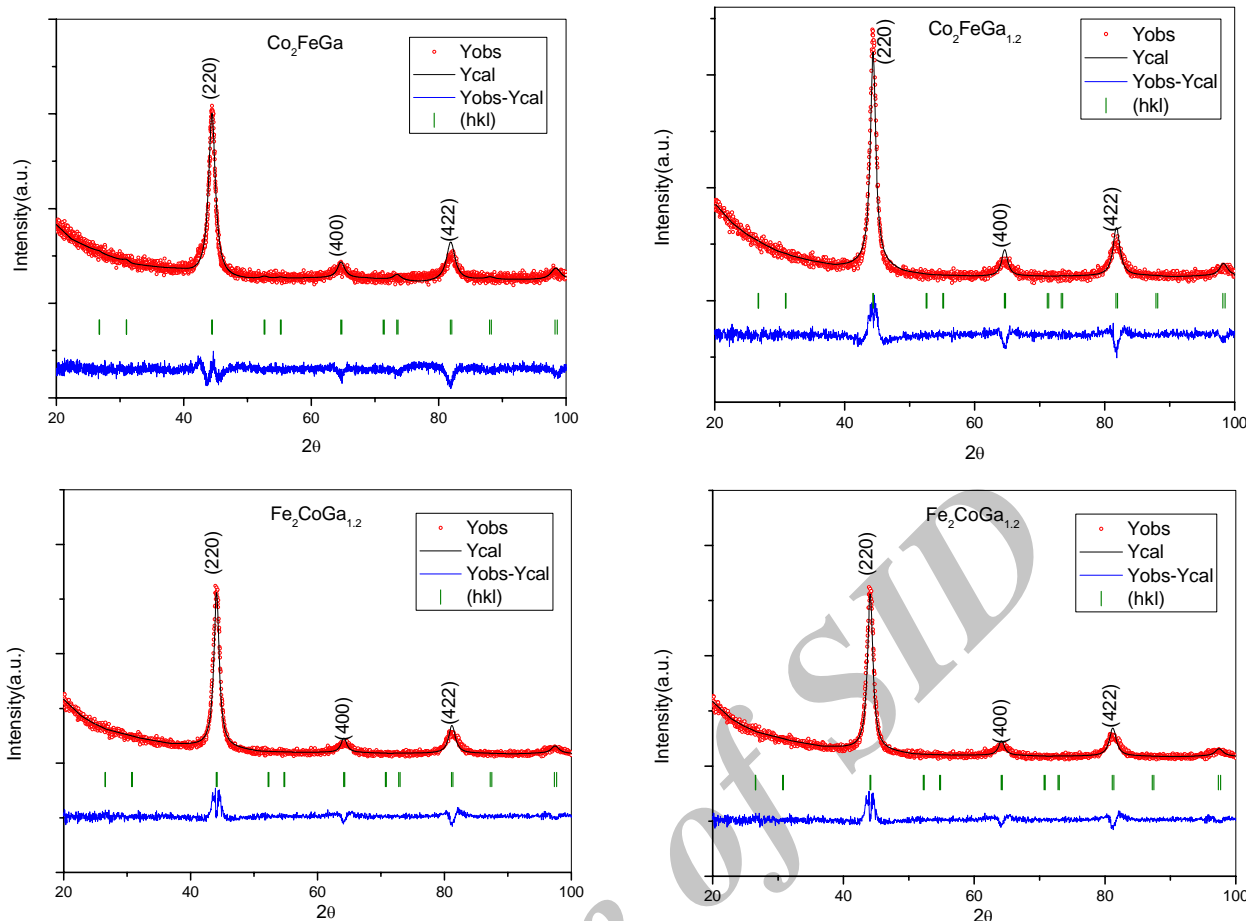 Co₂FeGa
Yobs
Ycal
Yobs-Ycal
(hkl)
(220)
(400)
(422)
Intensity(a.u.)
20 40 60 80 100
2θ
Co₂FeGa₁.₂
Yobs
Ycal
Yobs-Ycal
(hkl)
(220)
(400)
(422)
Intensity(a.u.)
20 40 60 80 100
2θ
Fe₂CoGa₁.₂
Yobs
Ycal
Yobs-Ycal
(hkl)
(220)
(400)
(422)
Intensity(a.u.)
20 40 60 80 100
2θ
Fe₂CoGa₁.₂
Yobs
Ycal
Yobs-Ycal
(hkl)
(220)
(400)
(422)
Intensity(a.u.)
20 40 60 80 100
2θ
of SID